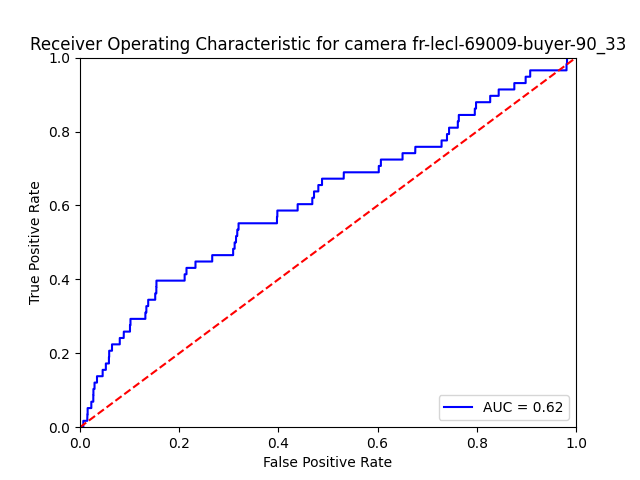 Receiver Operating Characteristic for camera fr-lecl-69009-buyer-90_33
1.0
0.8
0.6
0.4
0.2
0.0
True Positive Rate
AUC = 0.62
0.0 0.2 0.4 0.6 0.8 1.0
False Positive Rate